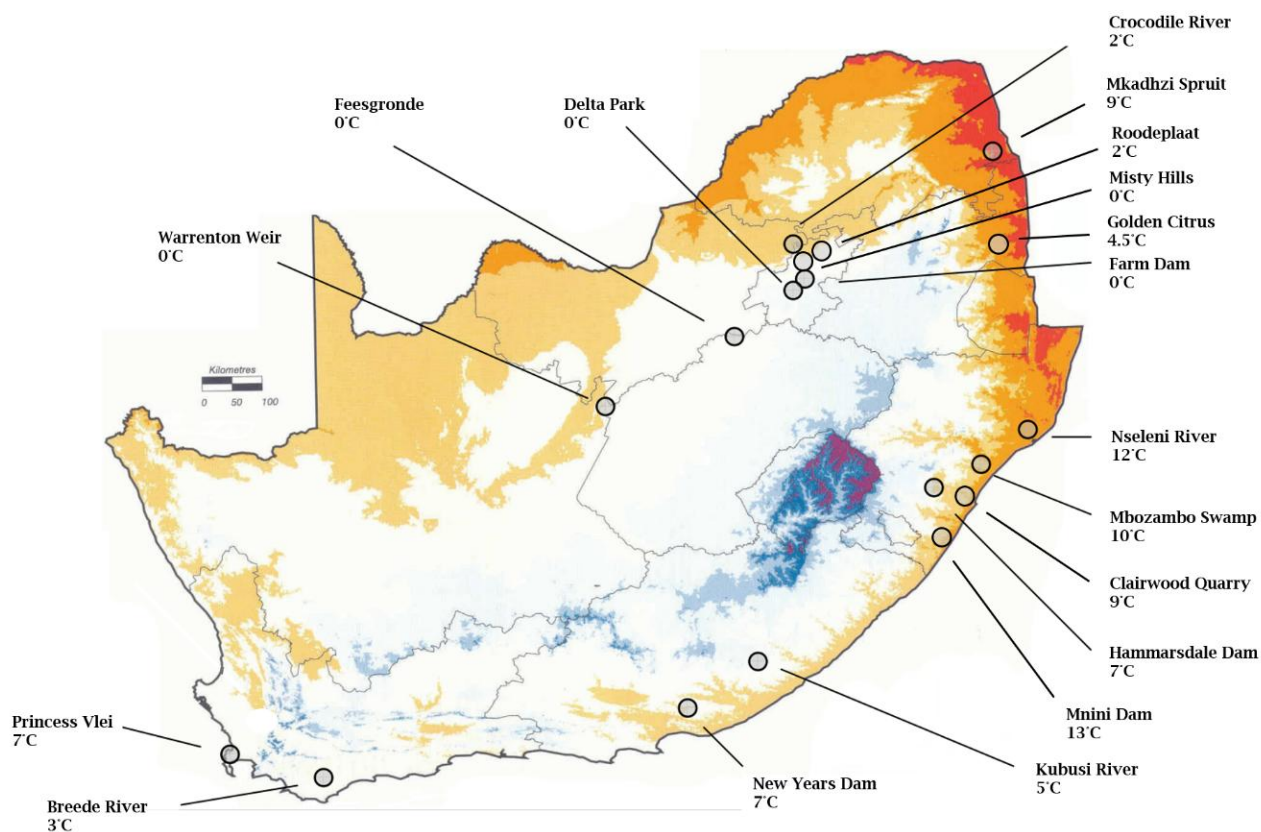 Crocodile River
2°C
Mkadhzi Spruit
9°C
Feesgronde
0°C
Delta Park
0°C
Roodeplaat
2°C
Misty Hills
0°C
Golden Citrus
4.5°C
Warrenton Weir
0°C
Farm Dam
0°C
Kilometres
0 50 100
Nseleni River
12°C
Mbozambo Swamp
10°C
Clairwood Quarry
9°C
Hammarsdale Dam
7°C
Mnini Dam
13°C
Princess Vlei
7°C
Kubusi River
5°C
New Years Dam
7°C
Breede River
3°C